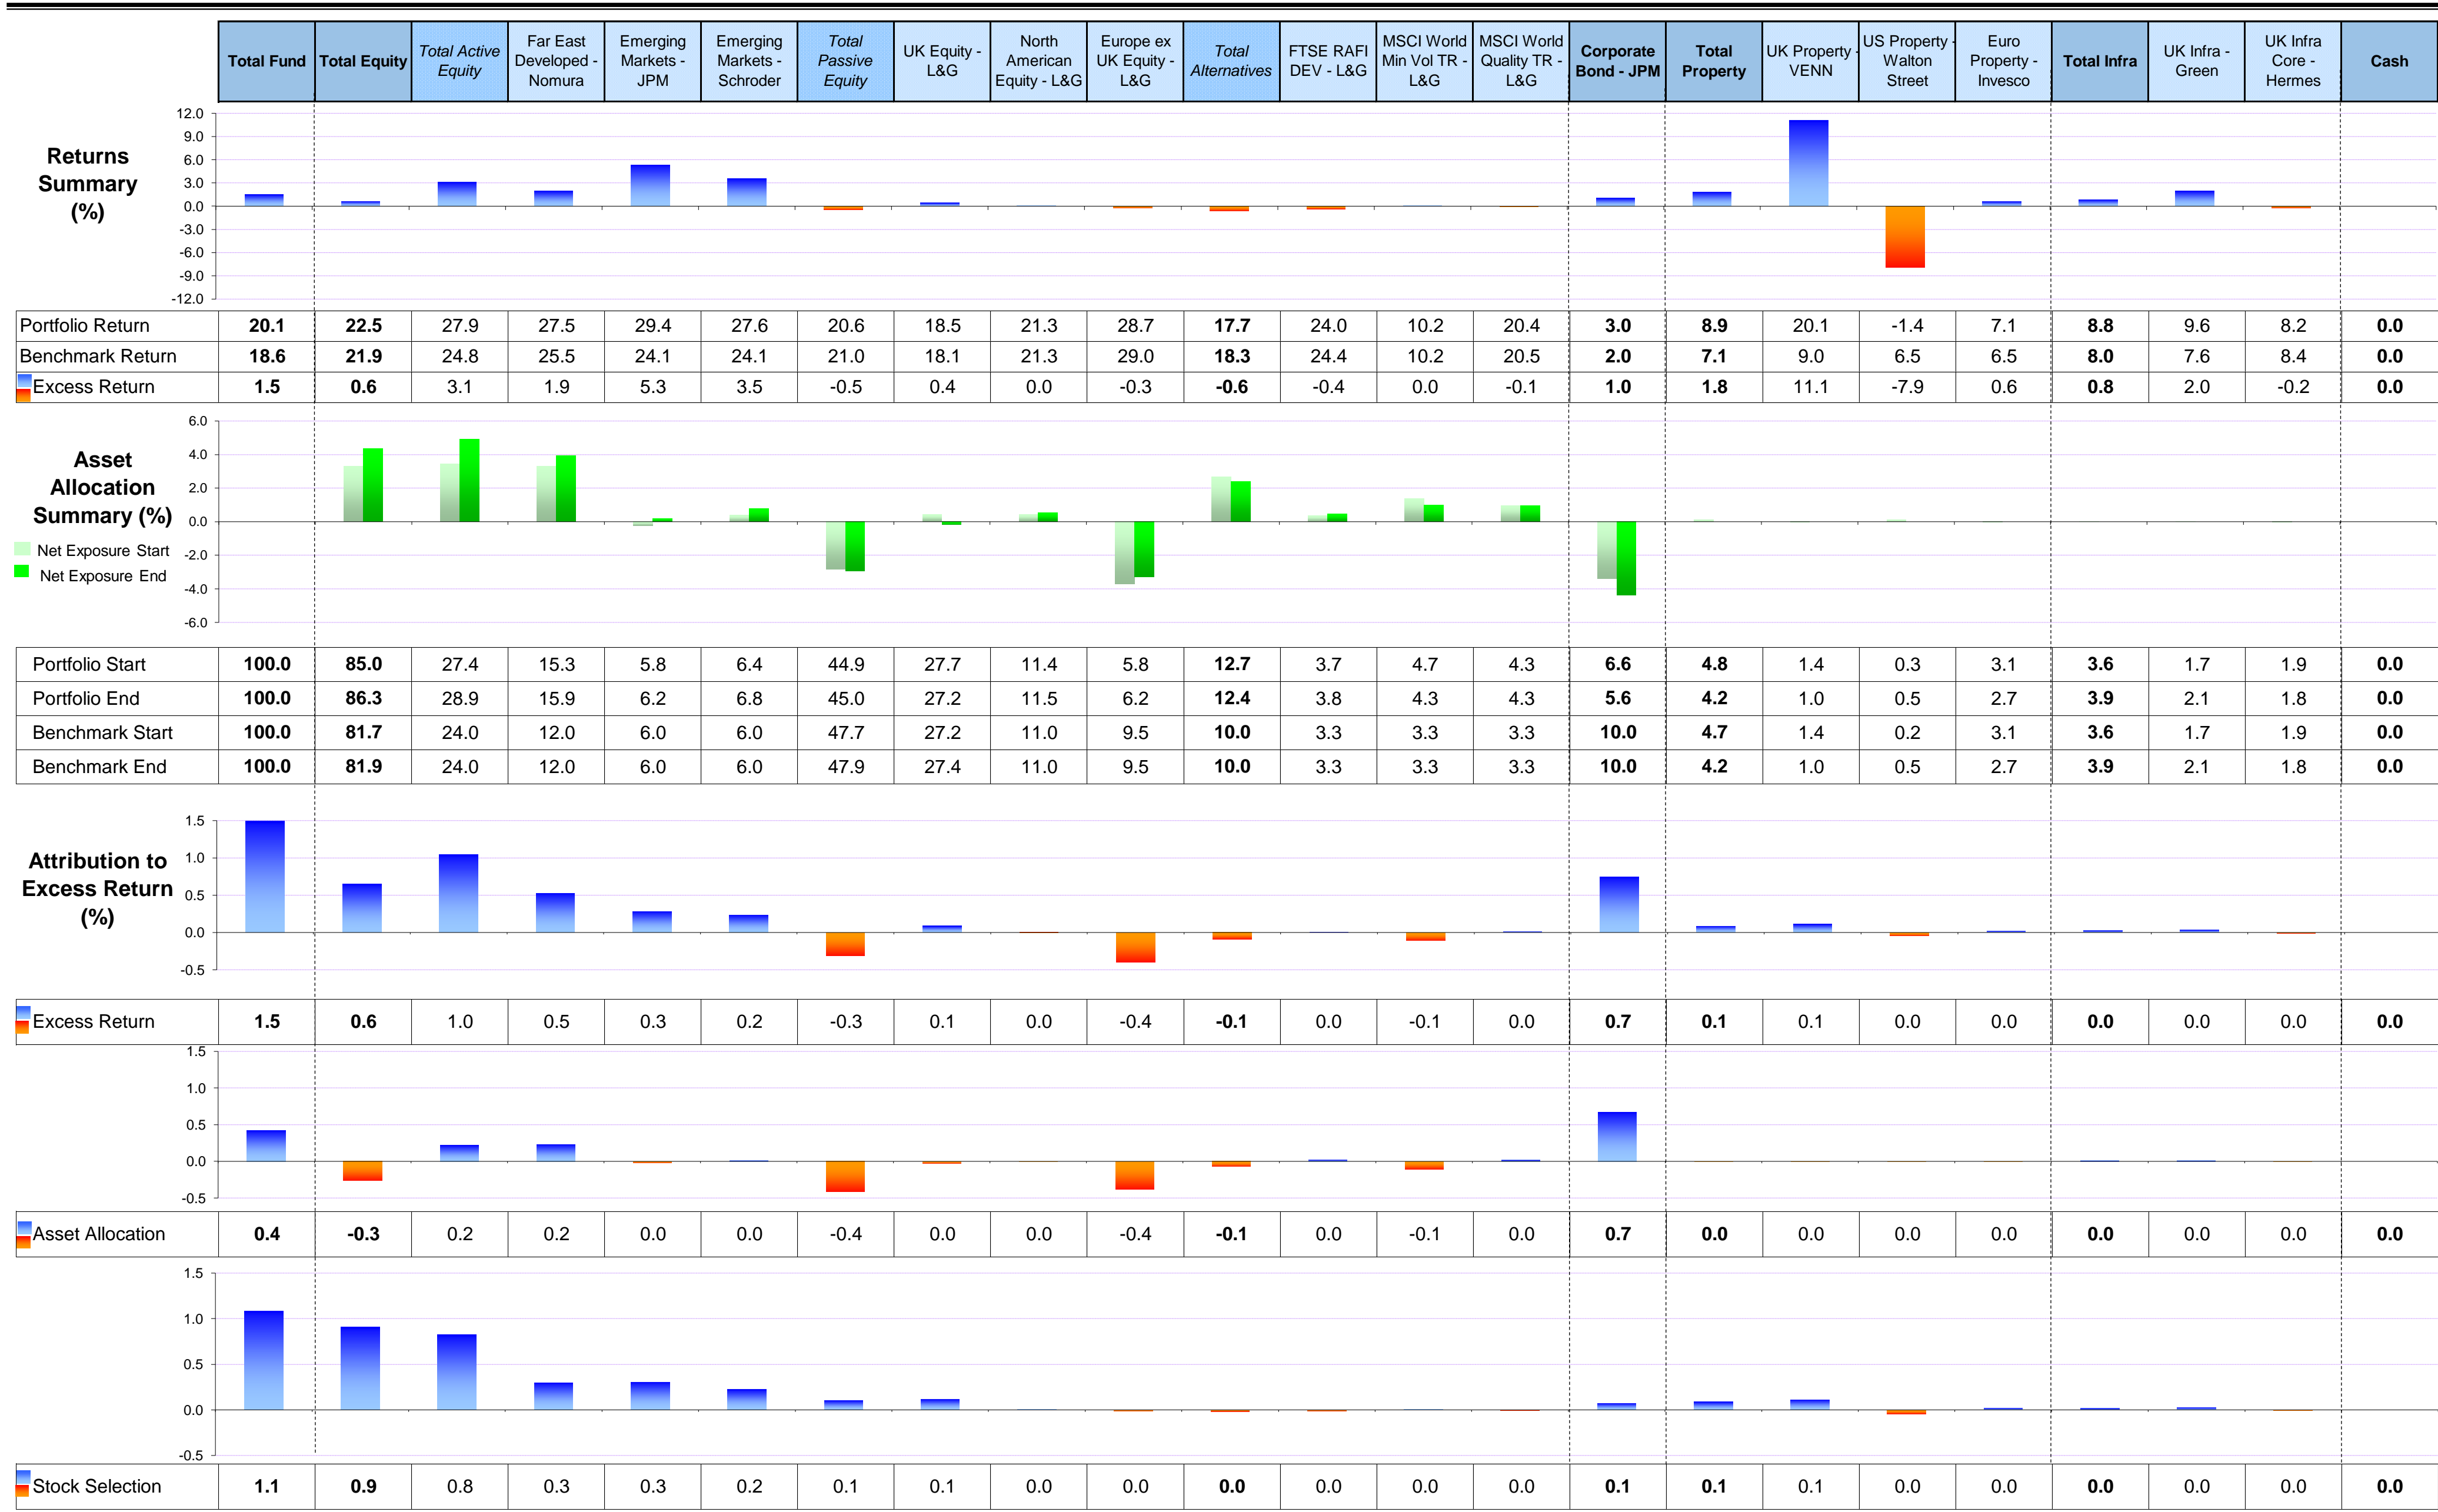 Total Fund Total Equity Total Active Equity Far East Developed - Nomura Emerging Markets - JPM Emerging Markets - Schroder Total Passive Equity UK Equity - L&G North American Equity - L&G Europe ex UK Equity - L&G Total Alternatives FTSE RAFI DEV - L&G MSCI World Min Vol TR - L&G MSCI World Quality TR - L&G Corporate Bond - JPM Total Property UK Property - VENN US Property - Walton Street Euro Property - Invesco Total Infra UK Infra - Green UK Infra Core - Hermes Cash
Returns
Summary
(%)
12.0
9.0
6.0
3.0
0.0
-3.0
-6.0
-9.0
-12.0
Portfolio Return 20.1 22.5 27.9 27.5 29.4 27.6 20.6 18.5 21.3 28.7 17.7 24.0 10.2 20.4 3.0 8.9 20.1 -1.4 7.1 8.8 9.6 8.2 0.0
Benchmark Return 18.6 21.9 24.8 25.5 24.1 24.1 21.0 18.1 21.3 29.0 18.3 24.4 10.2 20.5 2.0 7.1 9.0 6.5 6.5 8.0 7.6 8.4 0.0
Excess Return 1.5 0.6 3.1 1.9 5.3 3.5 -0.5 0.4 0.0 -0.3 -0.6 -0.4 0.0 -0.1 1.0 1.8 11.1 -7.9 0.6 0.8 2.0 -0.2 0.0
Asset
Allocation
Summary (%)
Net Exposure Start
Net Exposure End
6.0
4.0
2.0
0.0
-2.0
-4.0
-6.0
Portfolio Start 100.0 85.0 27.4 15.3 5.8 6.4 44.9 27.7 11.4 5.8 12.7 3.7 4.7 4.3 6.6 4.8 1.4 0.3 3.1 3.6 1.7 1.9 0.0
Portfolio End 100.0 86.3 28.9 15.9 6.2 6.8 45.0 27.2 11.5 6.2 12.4 3.8 4.3 4.3 5.6 4.2 1.0 0.5 2.7 3.9 2.1 1.8 0.0
Benchmark Start 100.0 81.7 24.0 12.0 6.0 6.0 47.7 27.2 11.0 9.5 10.0 3.3 3.3 3.3 10.0 4.7 1.4 0.2 3.1 3.6 1.7 1.9 0.0
Benchmark End 100.0 81.9 24.0 12.0 6.0 6.0 47.9 27.4 11.0 9.5 10.0 3.3 3.3 3.3 10.0 4.2 1.0 0.5 2.7 3.9 2.1 1.8 0.0
Attribution to
Excess Return
(%)
1.5
1.0
0.5
0.0
-0.5
Excess Return 1.5 0.6 1.0 0.5 0.3 0.2 -0.3 0.1 0.0 -0.4 -0.1 0.0 -0.1 0.0 0.7 0.1 0.1 0.0 0.0 0.0 0.0 0.0 0.0
1.5
1.0
0.5
0.0
-0.5
Asset Allocation 0.4 -0.3 0.2 0.2 0.0 0.0 -0.4 0.0 0.0 -0.4 -0.1 0.0 -0.1 0.0 0.7 0.0 0.0 0.0 0.0 0.0 0.0 0.0 0.0
1.5
1.0
0.5
0.0
-0.5
Stock Selection 1.1 0.9 0.8 0.3 0.3 0.2 0.1 0.1 0.0 0.0 0.0 0.0 0.0 0.0 0.1 0.1 0.1 0.0 0.0 0.0 0.0 0.0 0.0